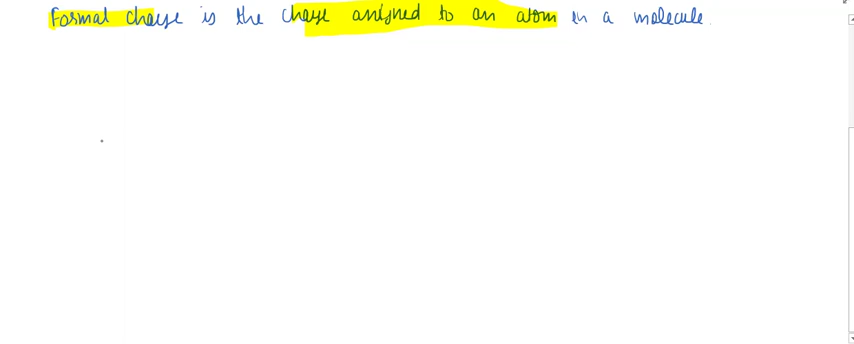 Formal charge is the charge assigned to an atom in a molecule.